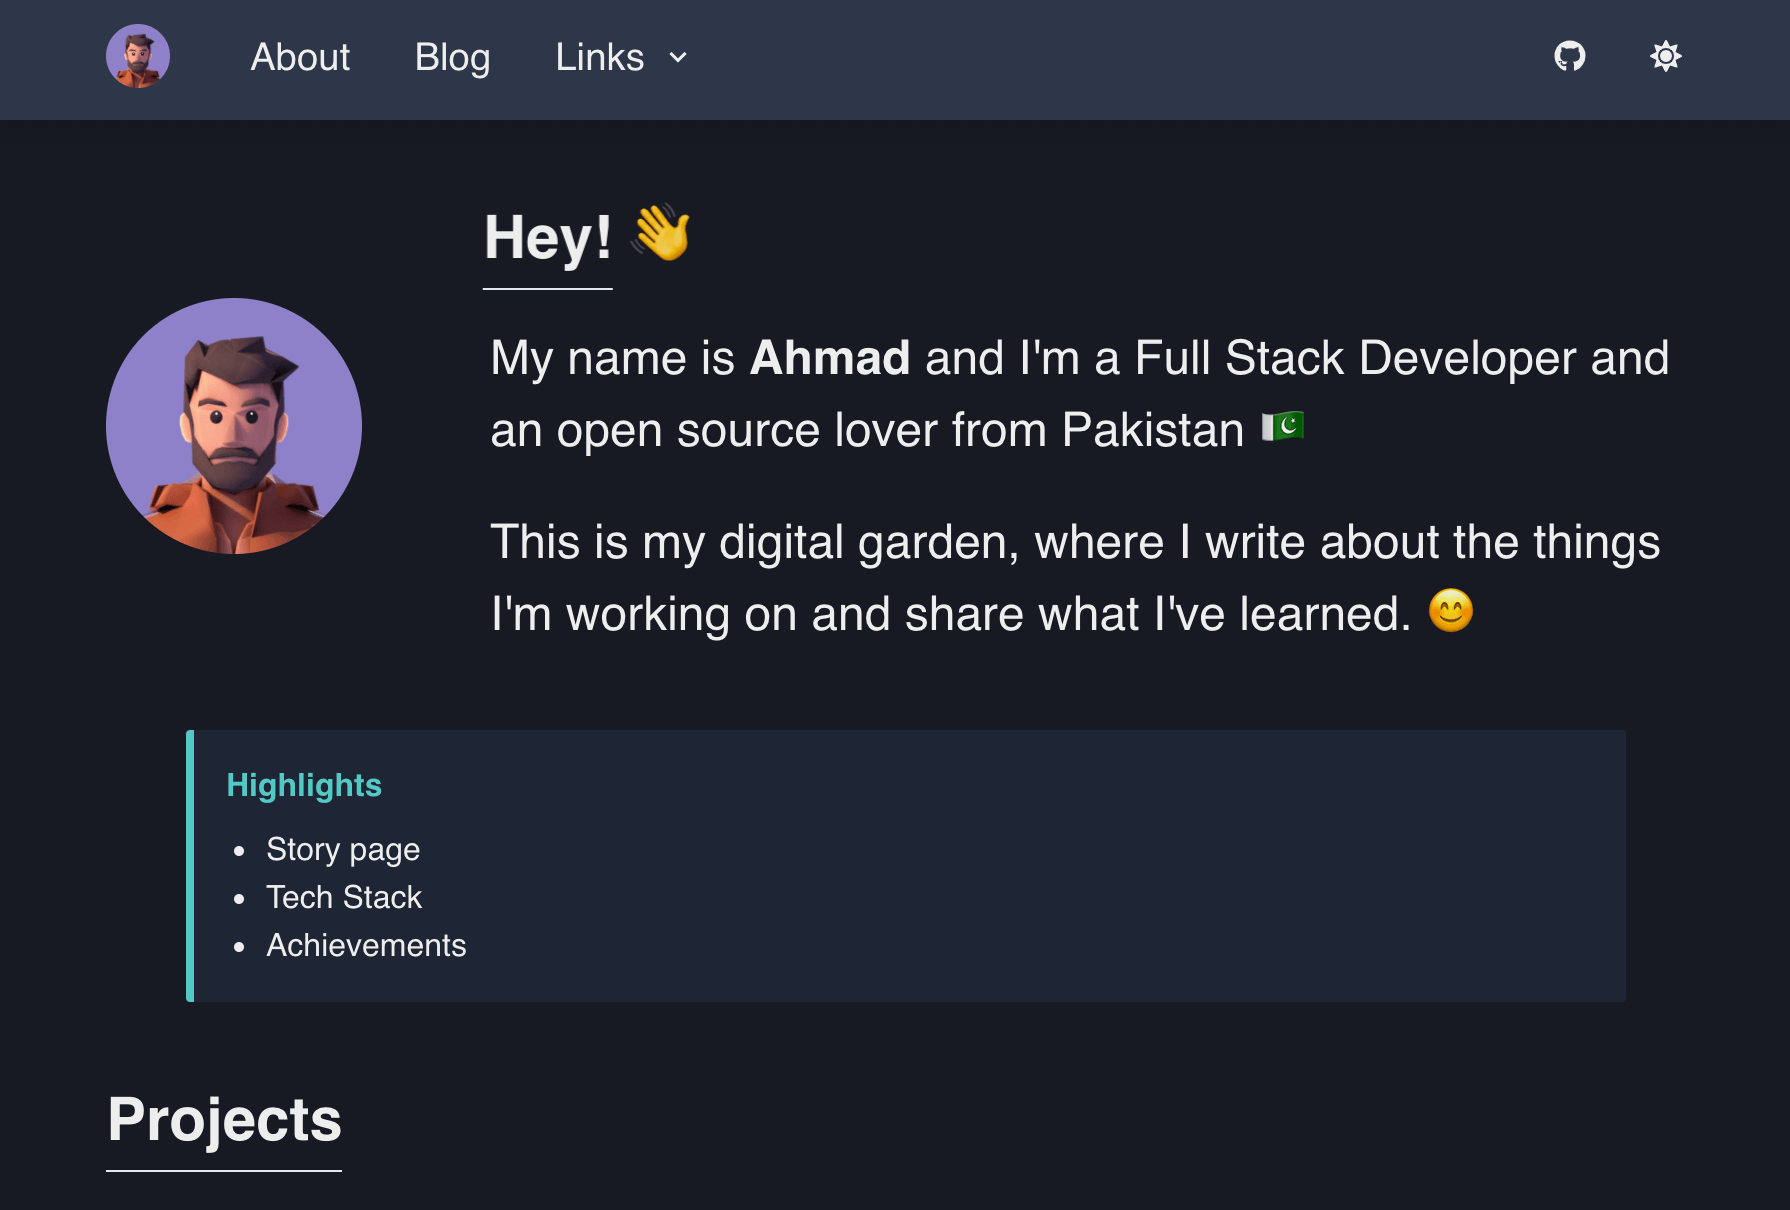 About Blog Links
Hey! 👋
My name is Ahmad and I'm a Full Stack Developer and
an open source lover from Pakistan 🇵🇰
This is my digital garden, where I write about the things
I'm working on and share what I've learned. 😊
Highlights
• Story page
• Tech Stack
• Achievements
Projects